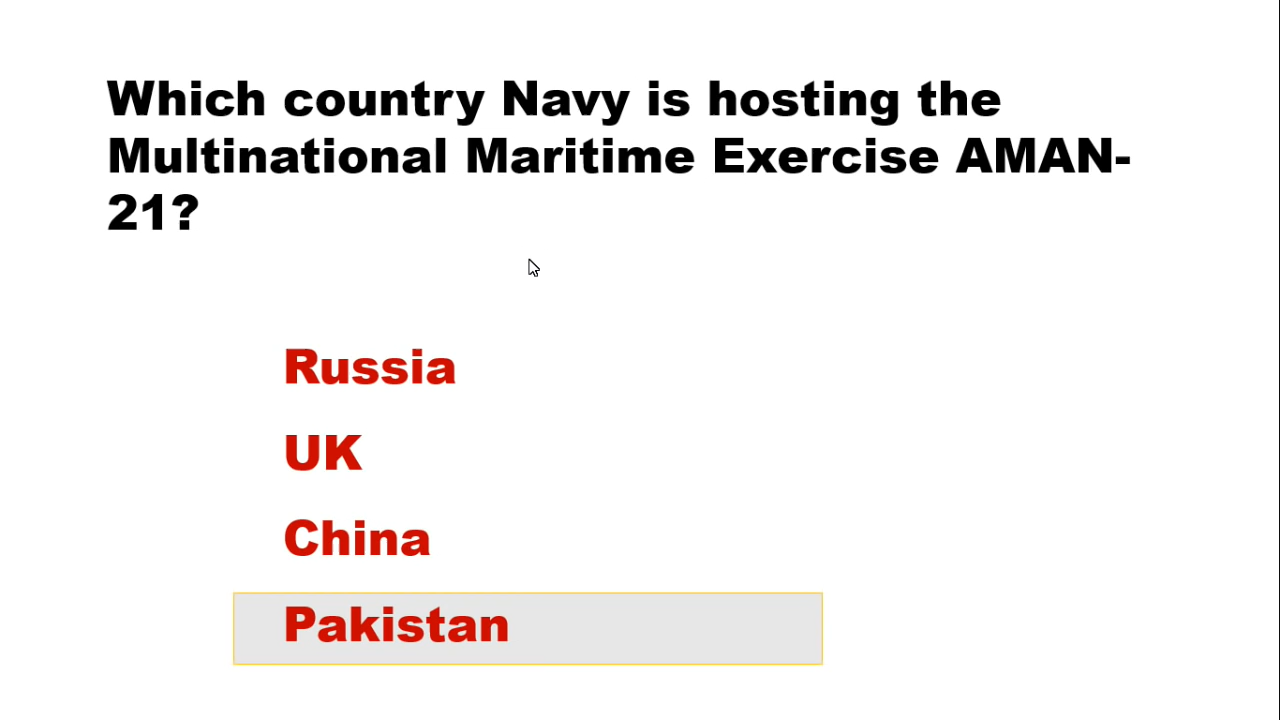 Which country Navy is hosting the
Multinational Maritime Exercise AMAN-
21?
Russia
UK
China
Pakistan